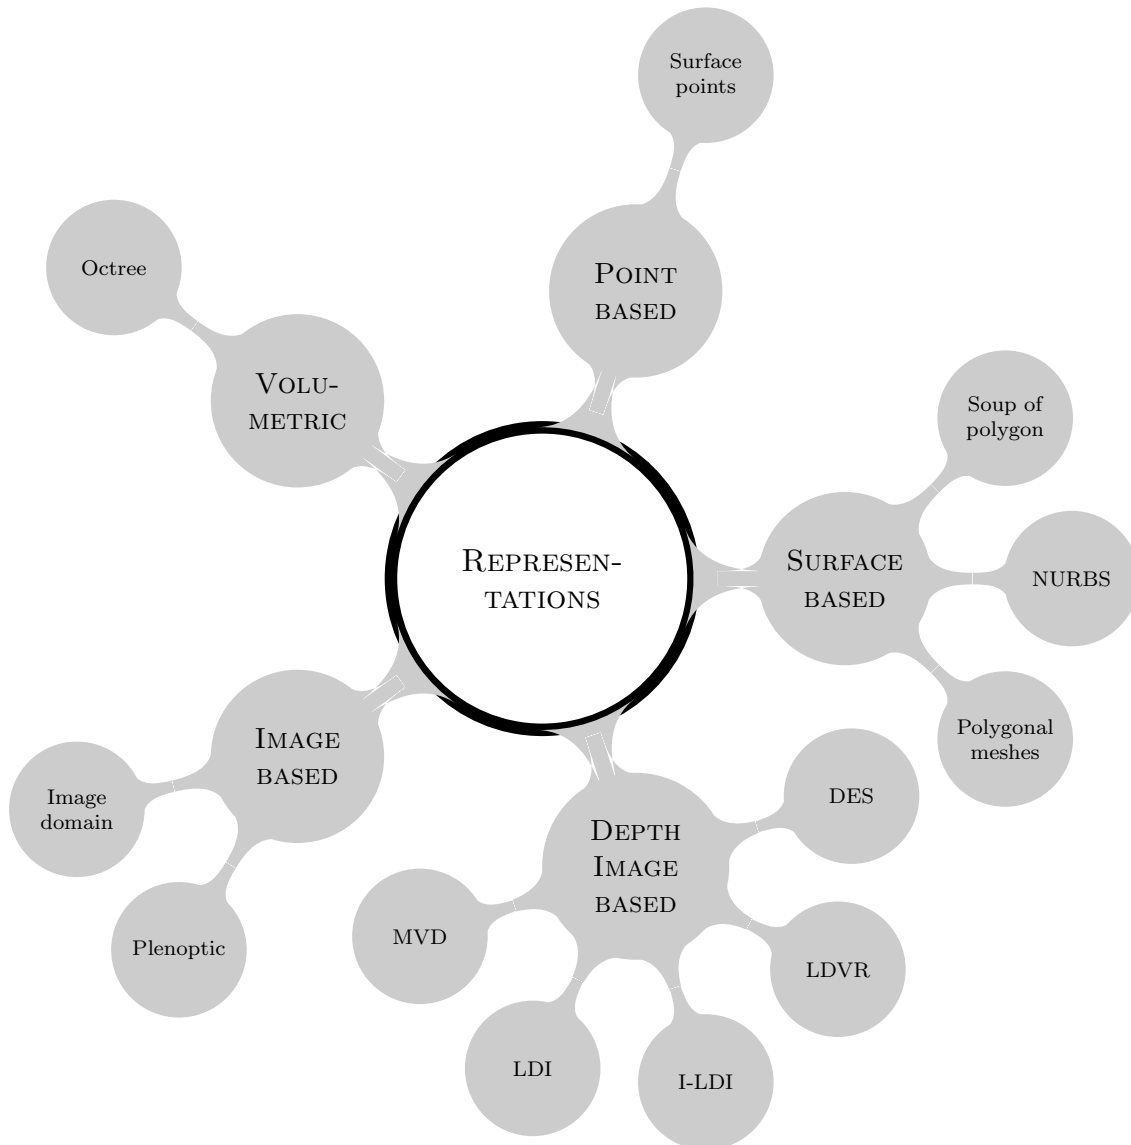 Surface
points
Octree
POINT
BASED
VOLU-
METRIC
Soup of
polygon
REPRESEN-
TATIONS
SURFACE
BASED
NURBS
IMAGE
BASED
Polygonal
meshes
Image
domain
DEPTH
IMAGE
BASED
DES
MVD
Plenoptic
LDVR
LDI
I-LDI